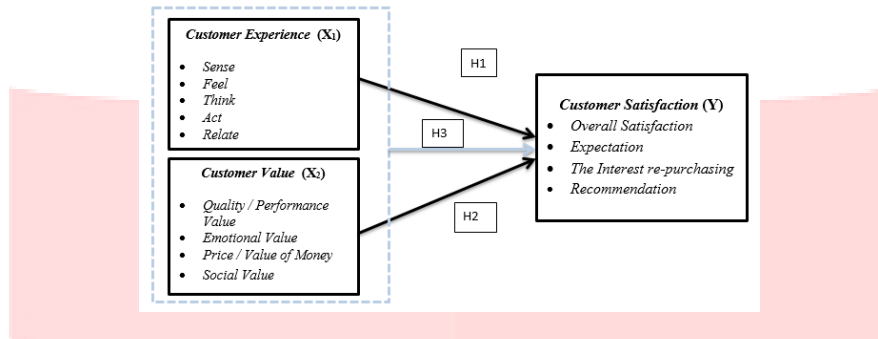 Customer Experience (X₁)
• Sense
• Feel
• Think
• Act
• Relate
Customer Value (X₂)
• Quality / Performance
Value
• Emotional Value
• Price / Value of Money
• Social Value
H1
H3
H2
Customer Satisfaction (Y)
• Overall Satisfaction
• Expectation
• The Interest re-purchasing
• Recommendation